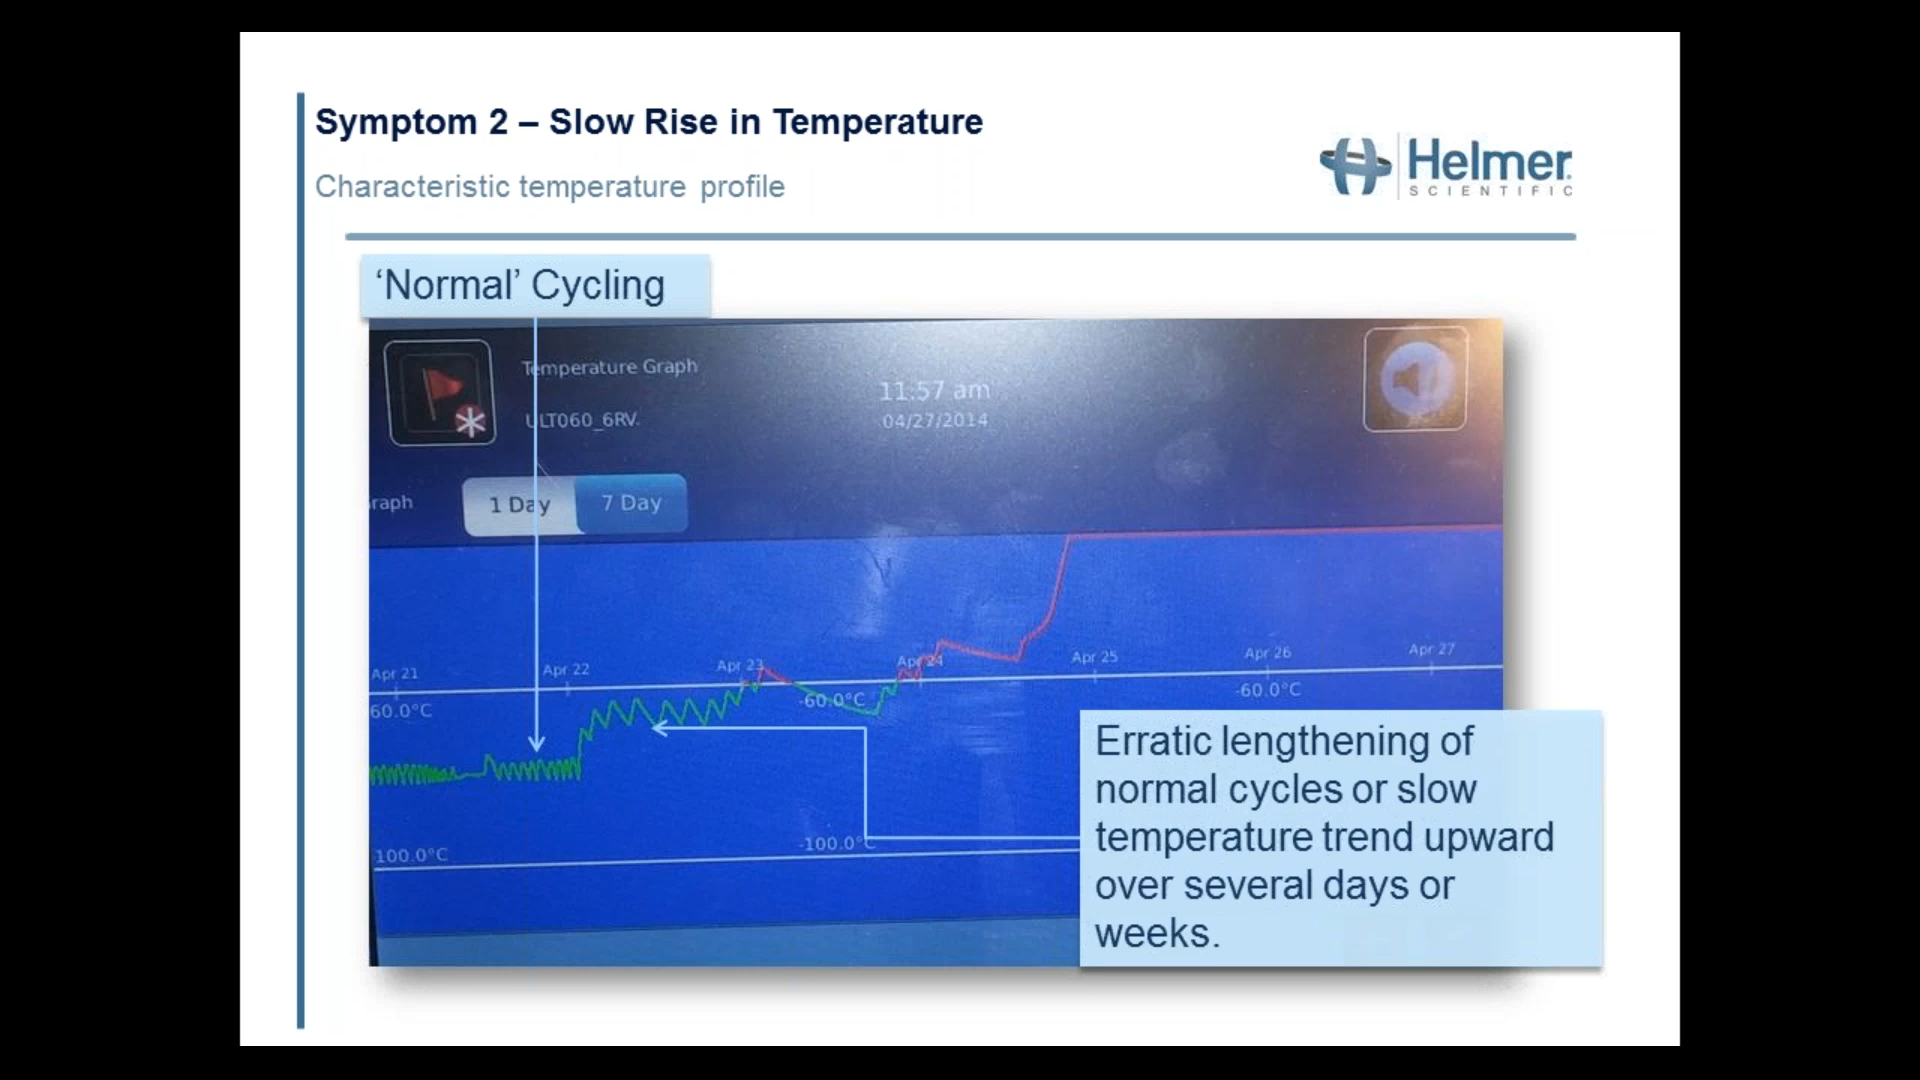 Symptom 2 – Slow Rise in Temperature
Characteristic temperature profile
Helmer
SCIENTIFIC
‘Normal’ Cycling
Temperature Graph
11:57 am
ULT060_6RV.
04/27/2014
raph
1 Day
7 Day
Apr 21
Apr 22
Apr 23
Apr 24
Apr 25
Apr 26
Apr 27
60.0°C
-60.0°C
-60.0°C
100.0°C
-100.0°C
Erratic lengthening of
normal cycles or slow
temperature trend upward
over several days or
weeks.